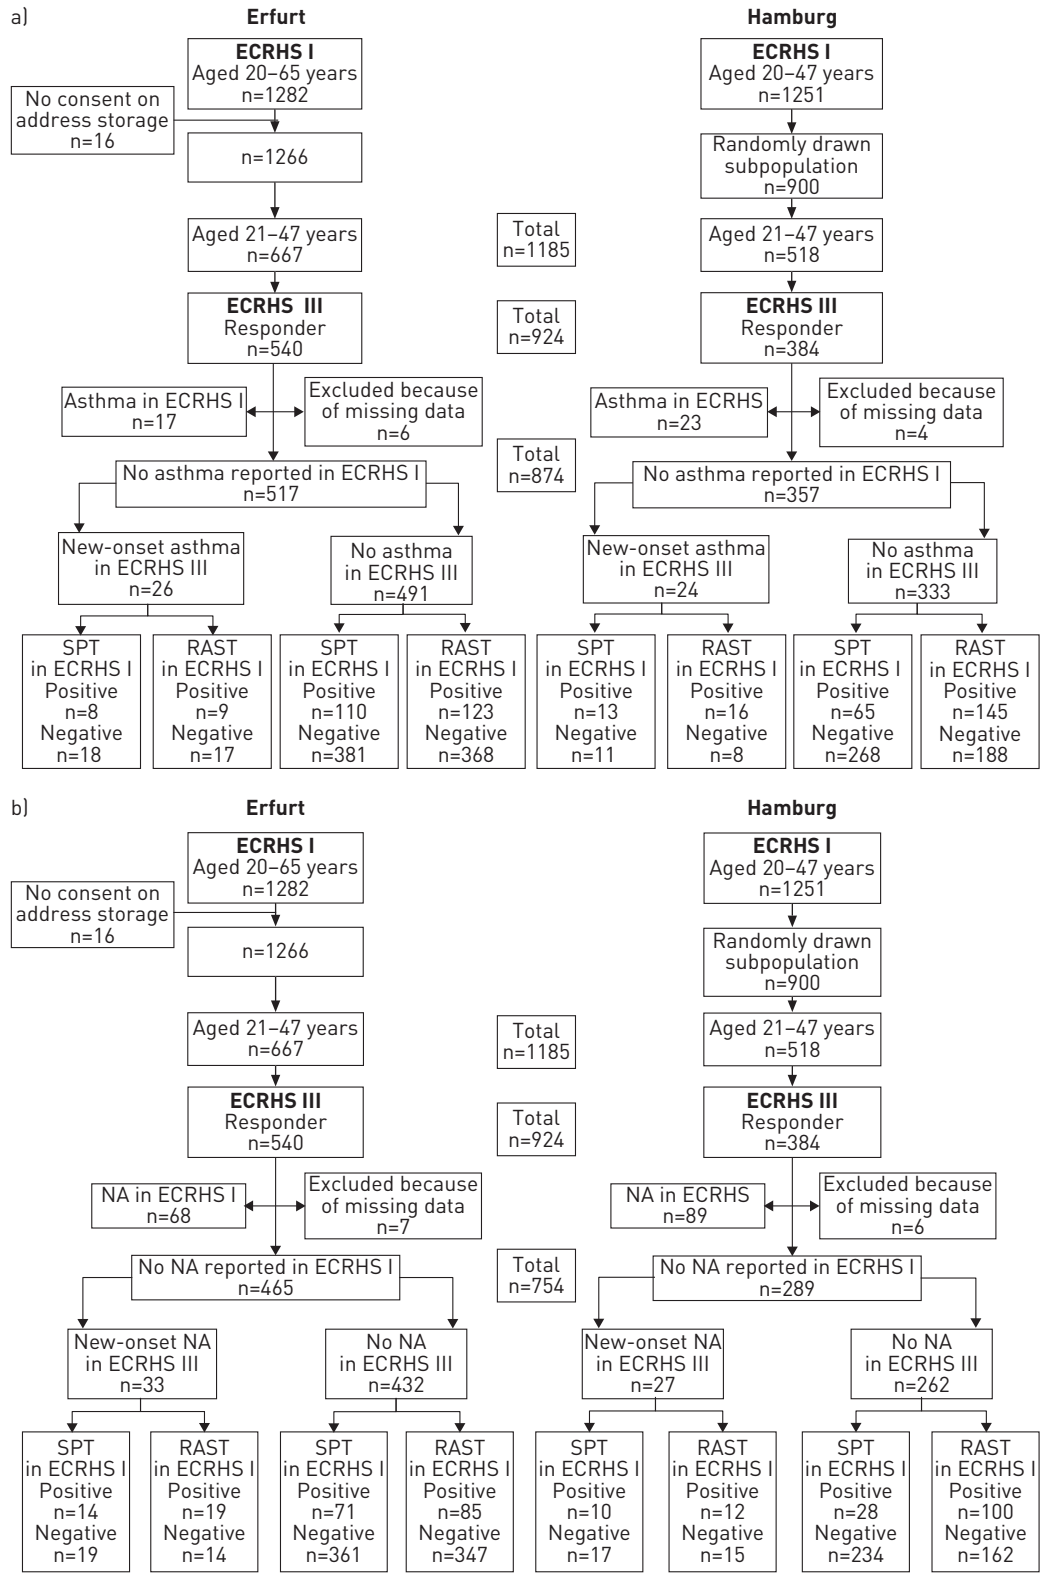 a)
Erfurt
Hamburg
ECRHS I
Aged 20–65 years
n=1282
ECRHS I
Aged 20–47 years
n=1251
No consent on
address storage
n=16
n=1266
Randomly drawn
subpopulation
n=900
Aged 21–47 years
n=667
Total
n=1185
Aged 21–47 years
n=518
ECRHS III
Responder
n=540
Total
n=924
ECRHS III
Responder
n=384
Asthma in ECRHS I
n=17
Excluded because
of missing data
n=6
Asthma in ECRHS
n=23
Excluded because
of missing data
n=4
No asthma reported in ECRHS I
n=517
Total
n=874
No asthma reported in ECRHS I
n=357
New-onset asthma
in ECRHS III
n=26
No asthma
in ECRHS III
n=491
New-onset asthma
in ECRHS III
n=24
No asthma
in ECRHS III
n=333
SPT
in ECRHS I
Positive
n=8
Negative
n=18
RAST
in ECRHS I
Positive
n=9
Negative
n=17
SPT
in ECRHS I
Positive
n=110
Negative
n=381
RAST
in ECRHS I
Positive
n=123
Negative
n=368
SPT
in ECRHS I
Positive
n=13
Negative
n=11
RAST
in ECRHS I
Positive
n=16
Negative
n=8
SPT
in ECRHS I
Positive
n=65
Negative
n=268
RAST
in ECRHS I
Positive
n=145
Negative
n=188
b)
Erfurt
Hamburg
ECRHS I
Aged 20–65 years
n=1282
ECRHS I
Aged 20–47 years
n=1251
No consent on
address storage
n=16
n=1266
Randomly drawn
subpopulation
n=900
Aged 21–47 years
n=667
Total
n=1185
Aged 21–47 years
n=518
ECRHS III
Responder
n=540
Total
n=924
ECRHS III
Responder
n=384
NA in ECRHS I
n=68
Excluded because
of missing data
n=7
NA in ECRHS
n=89
Excluded because
of missing data
n=6
No NA reported in ECRHS I
n=465
Total
n=754
No NA reported in ECRHS I
n=289
New-onset NA
in ECRHS III
n=33
No NA
in ECRHS III
n=432
New-onset NA
in ECRHS III
n=27
No NA
in ECRHS III
n=262
SPT
in ECRHS I
Positive
n=14
Negative
n=19
RAST
in ECRHS I
Positive
n=19
Negative
n=14
SPT
in ECRHS I
Positive
n=71
Negative
n=361
RAST
in ECRHS I
Positive
n=85
Negative
n=347
SPT
in ECRHS I
Positive
n=10
Negative
n=17
RAST
in ECRHS I
Positive
n=12
Negative
n=15
SPT
in ECRHS I
Positive
n=28
Negative
n=234
RAST
in ECRHS I
Positive
n=100
Negative
n=162